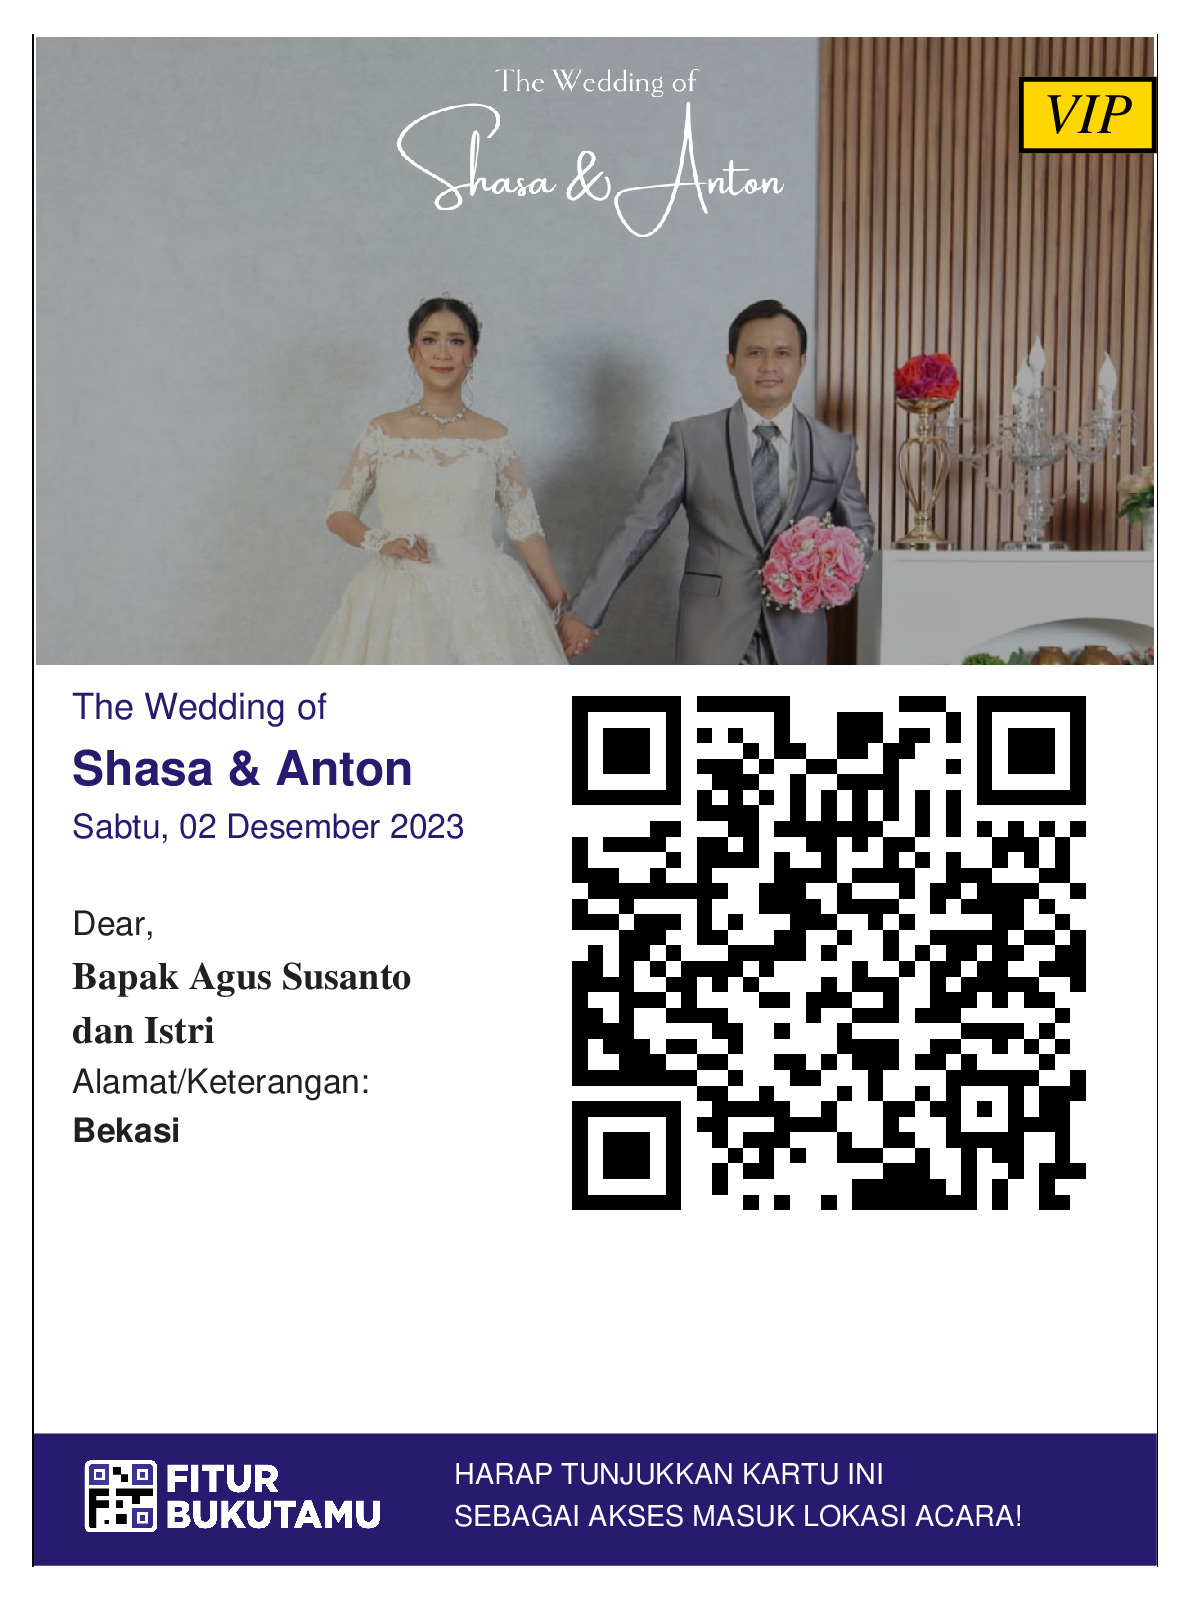 The Wedding of
Shasa & Anton
VIP
The Wedding of
Shasa & Anton
Sabtu, 02 Desember 2023
Dear,
Bapak Agus Susanto
dan Istri
Alamat/Keterangan:
Bekasi
FITUR
BUKUTAMU
HARAP TUNJUKKAN KARTU INI
SEBAGAI AKSES MASUK LOKASI ACARA!